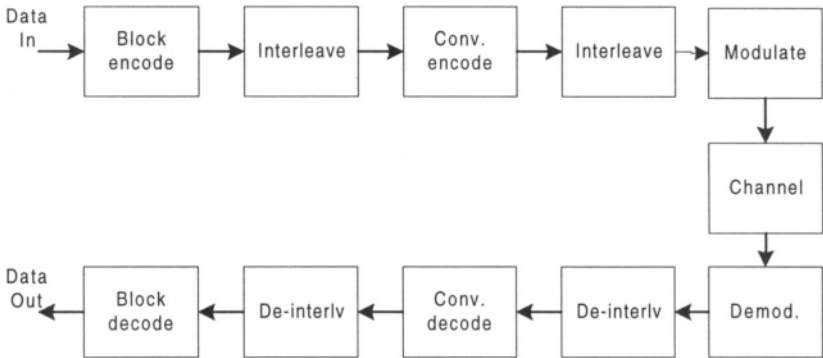 Data
In
Block
encode
Interleave
Conv.
encode
Interleave
Modulate
Channel
Data
Out
Block
decode
De-interlv
Conv.
decode
De-interlv
Demod.